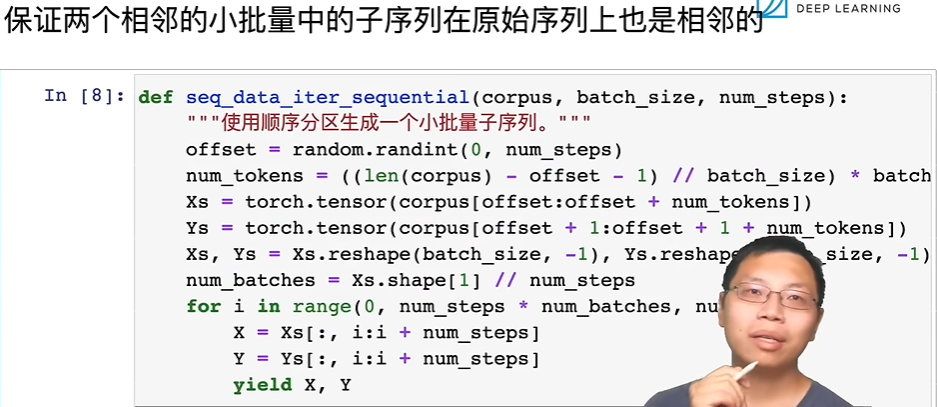 保证两个相邻的小批量中的子序列在原始序列上也是相邻的
DEEP LEARNING
In [8]: def seq_data_iter_sequential(corpus, batch_size, num_steps):
"""使用顺序分区生成一个小批量子序列。"""
offset = random.randint(0, num_steps)
num_tokens = ((len(corpus) - offset - 1) // batch_size) * batch
Xs = torch.tensor(corpus[offset:offset + num_tokens])
Ys = torch.tensor(corpus[offset + 1:offset + 1 + num_tokens])
Xs, Ys = Xs.reshape(batch_size, -1), Ys.reshape size, -1)
num_batches = Xs.shape[1] // num_steps
for i in range(0, num_steps * num_batches, nu
X = Xs[:, i:i + num_steps]
Y = Ys[:, i:i + num_steps]
yield X, Y